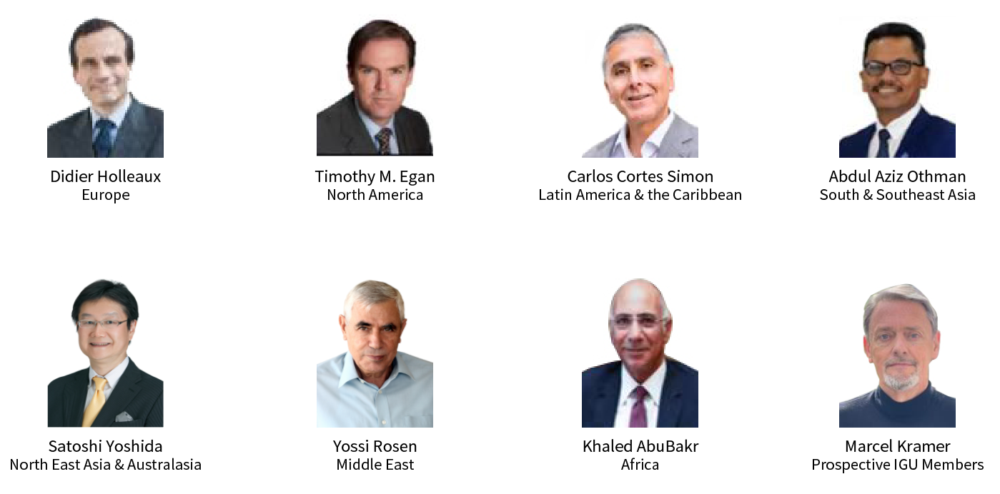 Didier Holleaux
Europe
Timothy M. Egan
North America
Carlos Cortes Simon
Latin America & the Caribbean
Abdul Aziz Othman
South & Southeast Asia
Satoshi Yoshida
North East Asia & Australasia
Yossi Rosen
Middle East
Khaled AbuBakr
Africa
Marcel Kramer
Prospective IGU Members